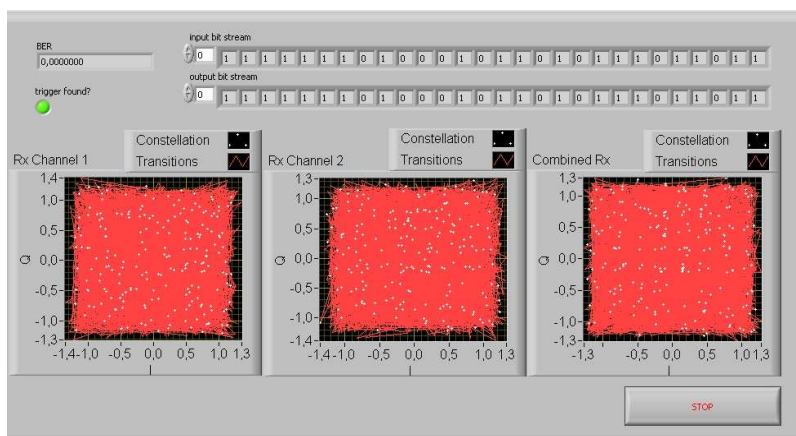 input bit stream
BER
0,0000000
0 1 1 1 1 1 1 1 0 1 0 0 0 1 0 1 0 1 1 0 1 0 0 1 0 1 1
output bit stream
trigger found?
0 1 1 1 1 1 1 1 0 1 0 0 0 1 0 1 0 1 1 0 1 0 0 1 0 1 1
Rx Channel 1
Constellation
Transitions
Rx Channel 2
Constellation
Transitions
Combined Rx
Constellation
Transitions
1,4
1,0
0,5
0,0
-0,5
-1,0
-1,3
Q
-1,4 -1,0 -0,5 0,0 0,5 1,0 1,3
I
1,3
1,0
0,5
0,0
-0,5
-1,0
-1,4
Q
-1,4 -1,0 -0,5 0,0 0,5 1,0 1,3
I
1,3
1,0
0,5
0,0
-0,5
-1,0
-1,3
Q
-1,3 -0,5 0,0 0,5 1,0 1,3
I
STOP